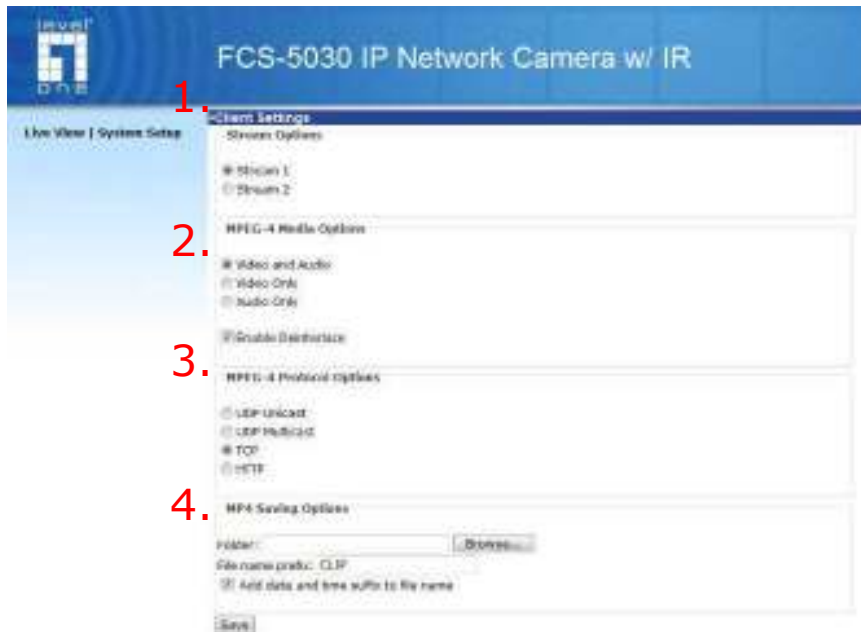 level
one
FCS-5030 IP Network Camera w/ IR
1.
Live View | System Setup
Client Settings
Stream Options
Stream 1
Stream 2
2.
MPEG-4 Media Options
Video and Audio
Video Only
Audio Only
Enable Deinterlace
3.
MPEG-4 Protocol Options
UDP Unicast
UDP Multicast
TCP
HTTP
4.
MP4 Saving Options
Folder:
Browse...
File name prefix: CLIP
Add date and time suffix to file name
Save